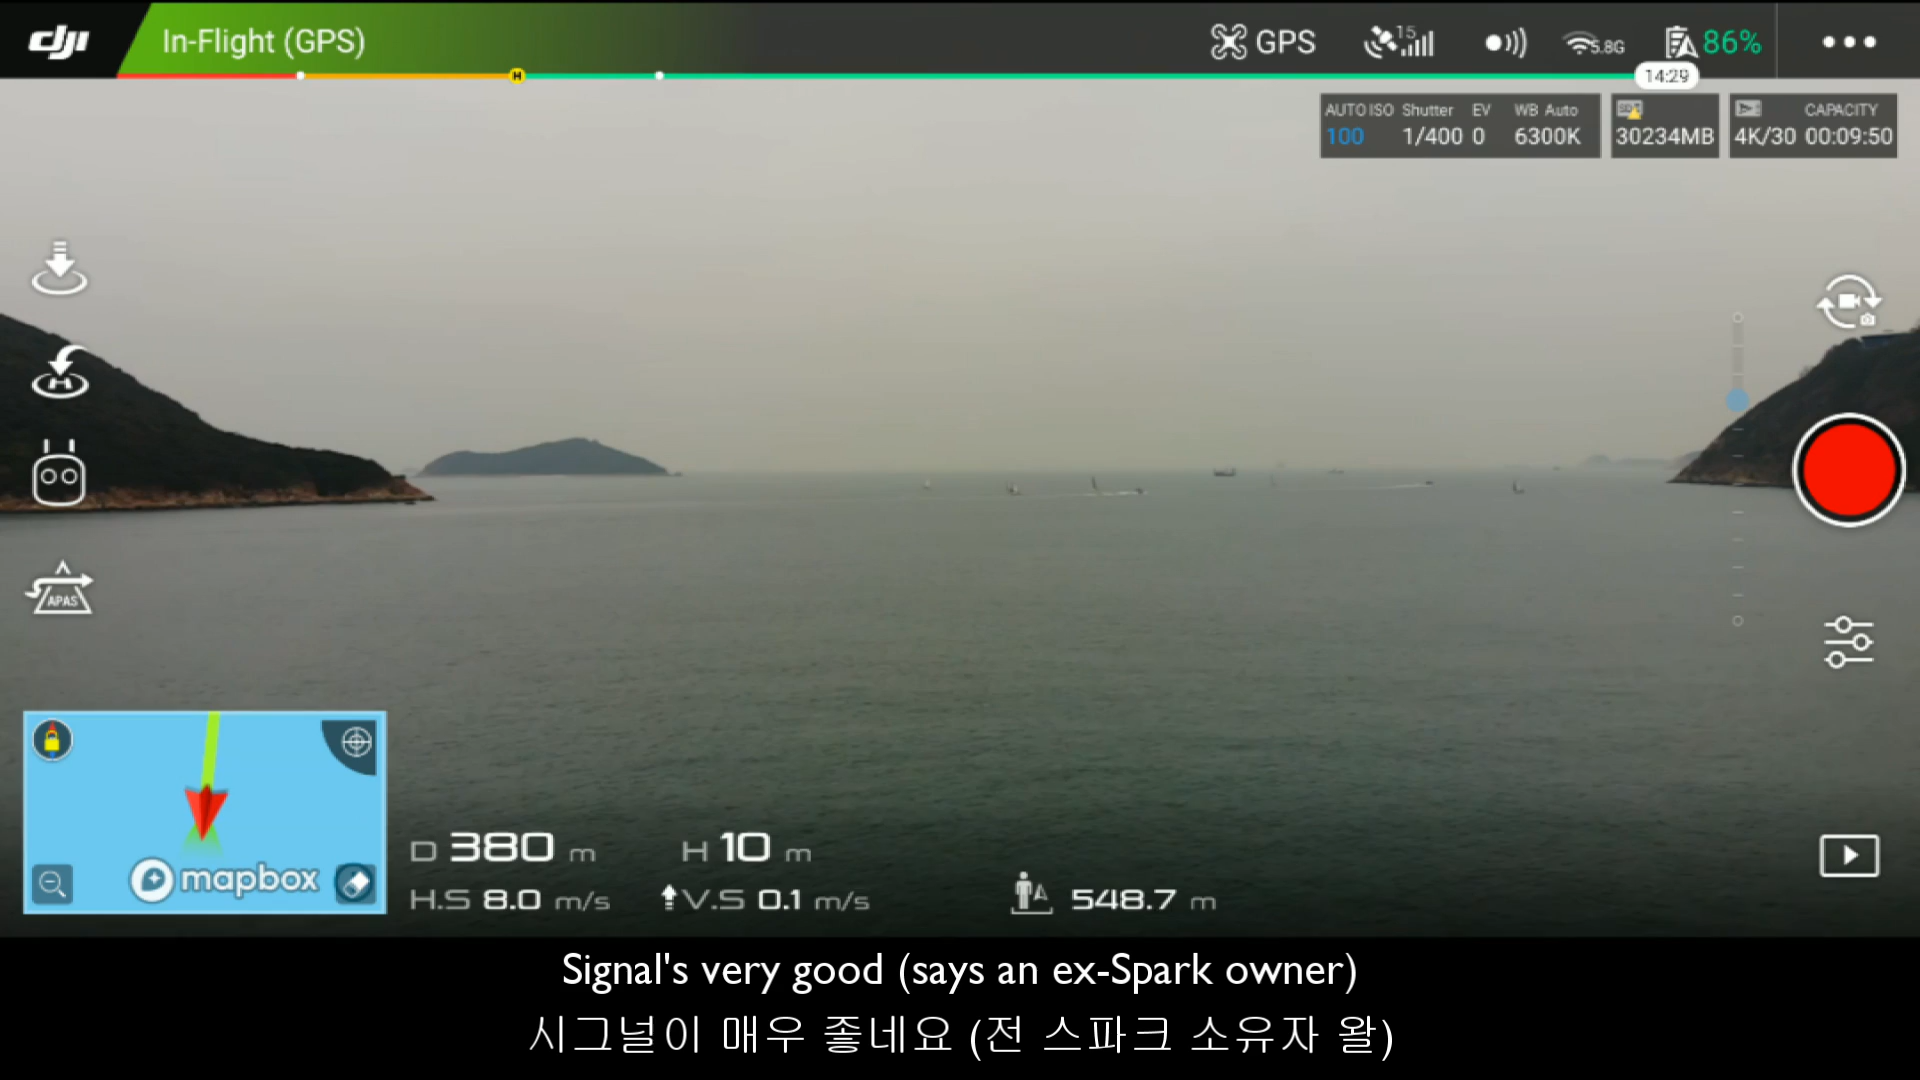 dji In-Flight (GPS) GPS 15 5.8G 86%
H 14:29
AUTO ISO Shutter EV WB Auto CAPACITY
100 1/400 0 6300K 30234MB 4K/30 00:09:50
H
APAS
mapbox
D 380 m H 10 m
H.S 8.0 m/s V.S 0.1 m/s 548.7 m
Signal's very good (says an ex-Spark owner)
시그널이 매우 좋네요 (전 스파크 소유자 왈)